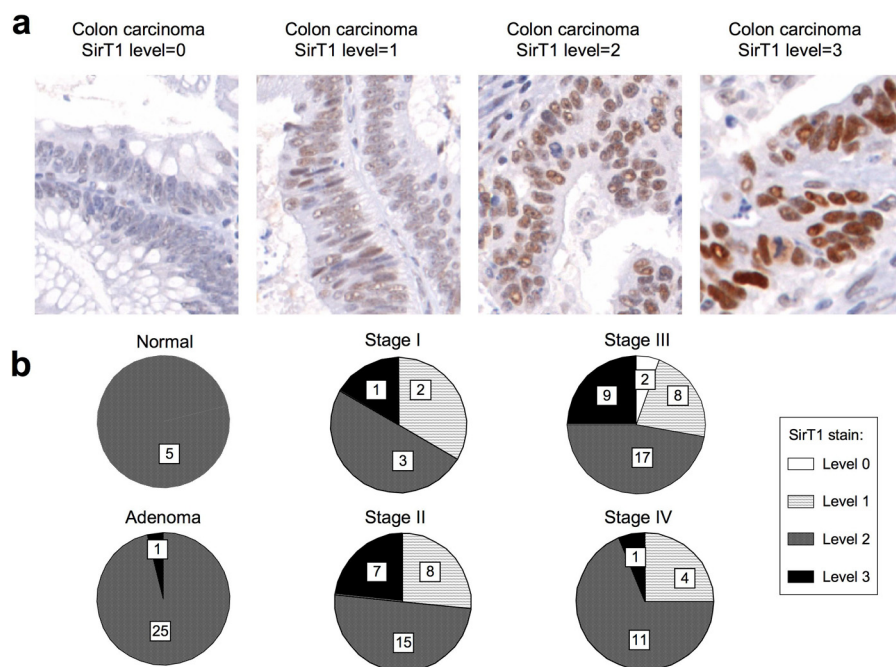 a
Colon carcinoma
SirT1 level=0
Colon carcinoma
SirT1 level=1
Colon carcinoma
SirT1 level=2
Colon carcinoma
SirT1 level=3
b
Normal
5
Stage I
1
2
3
Stage III
2
9
8
17
Adenoma
1
25
Stage II
7
8
15
Stage IV
1
4
11
SirT1 stain:
Level 0
Level 1
Level 2
Level 3